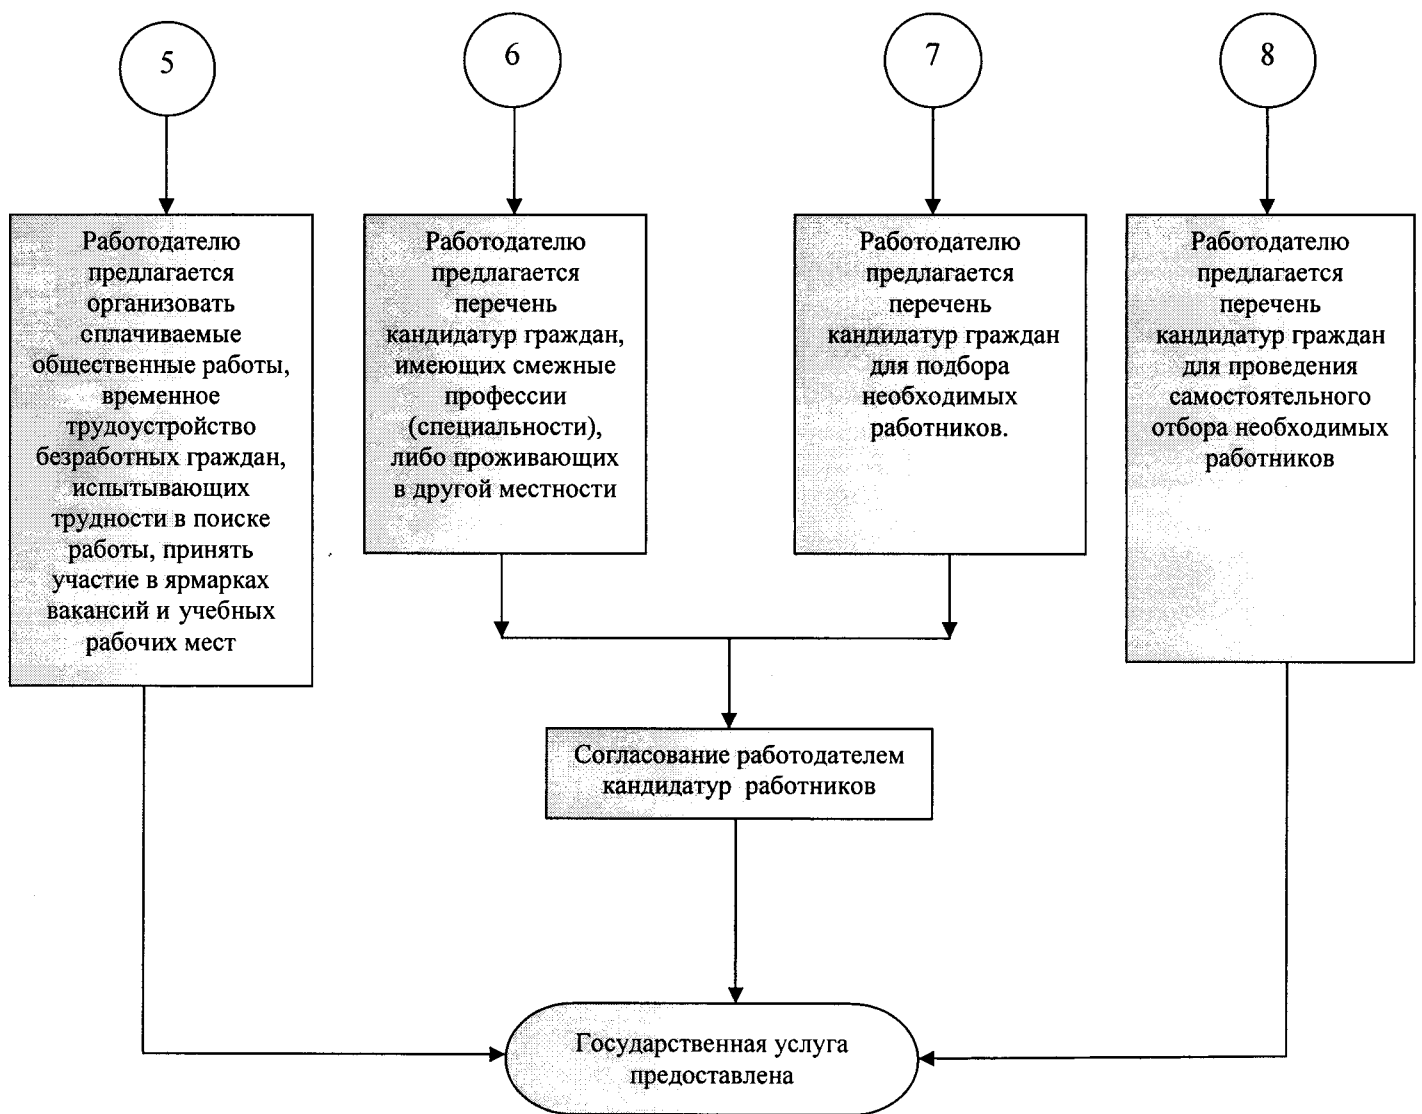 5
6
7
8
Работодателю
предлагается
организовать
сплачиваемые
общественные работы,
временное
трудоустройство
безработных граждан,
испытывающих
трудности в поиске
работы, принять
участие в ярмарках
вакансий и учебных
рабочих мест
Работодателю
предлагается
перечень
кандидатур граждан,
имеющих смежные
профессии
(специальности),
либо проживающих
в другой местности
Работодателю
предлагается
перечень
кандидатур граждан
для подбора
необходимых
работников.
Работодателю
предлагается
перечень
кандидатур граждан
для проведения
самостоятельного
отбора необходимых
работников
Согласование работодателем
кандидатур работников
Государственная услуга
предоставлена